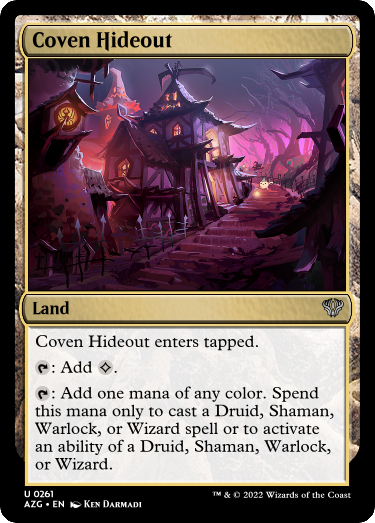 Coven Hideout
Land
Coven Hideout enters tapped.
: Add .
: Add one mana of any color. Spend
this mana only to cast a Druid, Shaman,
Warlock, or Wizard spell or to activate
an ability of a Druid, Shaman, Warlock,
or Wizard.
U 0261
AZG • EN Ken Darmadi
™ & © 2022 Wizards of the Coast